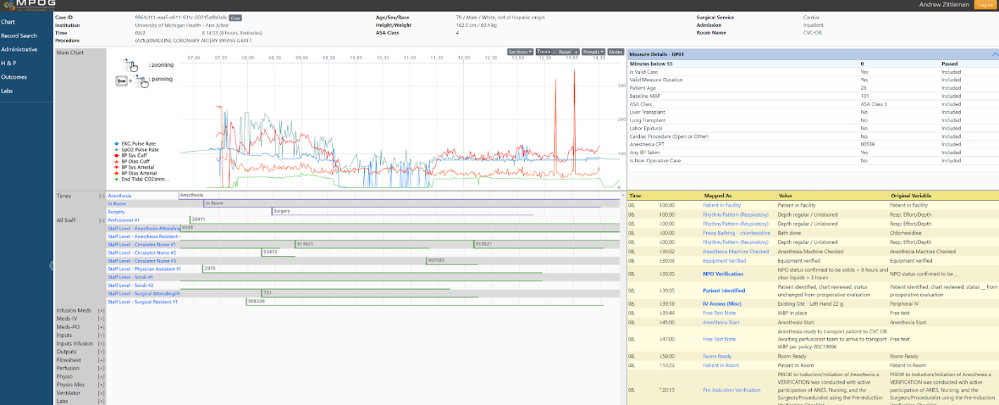 MPOG
Andrew Zittleman
Logout
Chart
Record Search
Administrative
H & P
Outcomes
Labs
Case ID
Copy
Institution University of Michigan Health - Ann Arbor
Time 08/2 8 14:53 (8 hours, 8minutes)
Procedure (Actual)MIDLINE CORONARY ARTERY BYPASS GRAFT
Age/Sex/Race 79 / Male / White, not of hispanic origin
Height/Weight 182.9 cm / 89.4 kg
ASA Class 4
Surgical Service Cardiac
Admission Inpatient
Room Name CVC-OR
Main Chart
Sections Zoom - Reset + Presets Notes
07.00 07.30 08.00 08.30 09.00 09.30 10.00 10.30 11.00 11.30 12.00 12.30 13.00 13.30 14.00 14.30
: zooming
+ : panning
300
200
100
0
EKG Pulse Rate
SpO2 Pulse Rate
BP Sys Cuff
BP Dias Cuff
BP Sys Arterial
BP Dias Arterial
End Tidal CO2(mm...
Times [-] Anesthesia Anesthesia
In Room In Room
Surgery Surgery
All Staff [-] Perfusionist #1 38971
Staff Level - Anesthesia Attending 9308
Staff Level - Anesthesia Resident -
Staff Level - Circulator Nurse #1 913621 913621
Staff Level - Circulator Nurse #2 55872
Staff Level - Circulator Nurse #3 967083
Staff Level - Physician Assistant #1 2976
Staff Level - Scrub #1
Staff Level - Scrub #2
Staff Level - Surgical Attending/Pr 751
Staff Level - Surgical Resident #1 908308
Infusion Meds [+]
Meds-IV [+]
Meds-PO [+]
Inputs [+]
Inputs Infusion [+]
Outputs [+]
Flowsheet [+]
Perfusion [+]
Physio [+]
Physio Misc [+]
Ventilator [+]
Labs [+]
Measure Details - BP01
Minutes below 55 0 Passed
Is Valid Case Yes Included
Valid Measure Duration Yes Included
Patient Age 26 Included
Baseline MAP 101 Included
ASA Class ASA Class 3 Included
Liver Transplant No Included
Lung Transplant No Included
Labor Epidural No Included
Cardiac Procedure (Open or Other) No Included
Anesthesia CPT 00539 Included
Any BP Taken Yes Included
Is Non-Operative Case No Included
Time Mapped As Value Original Variable
08, :06:00 Patient in Facility Patient in Facility Patient in Facility
08, :00:00 Rhythm/Pattern (Respiratory) Depth regular / Unlabored Resp: Effort/Depth
08, :00:00 Rhythm/Pattern (Respiratory) Depth regular / Unlabored Resp: Effort/Depth
08, :00:00 Preop Bathing - chlorhexidine Bath done Chlorhexidine:
08, :00:00 Rhythm/Pattern (Respiratory) Depth regular / Unlabored Resp: Effort/Depth
08, :39:02 Anesthesia Machine Checked Anesthesia Machine Checked Anesthesia Machine Checked
08, :39:03 Equipment Verified Equipment verified Equipment verified
08, :39:05 NPO Verification NPO status confirmed to be solids > 8 hours and clear liquids > 3 hours NPO status confirmed to be __
08, :39:05 Patient Identified Patient identified, chart reviewed, status unchanged from preoperative evaluation Patient identified, chart reviewed, status __ from preoperative evaluation
08, :39:18 IV Access (Misc) Existing Site - Left Hand 22 g. Peripheral IV
08, :39:44 Free Text Note IABP in place Free text
08, :45:00 Anesthesia Start Anesthesia Start Anesthesia Start
08, :47:00 Free Text Note Anesthesia ready to transport patient to CVC OR. Awaiting perfusionist team to arrive to transport IABP per policy-BSC19896 Free text
08, :58:00 Room Ready Room Ready Room Ready
08, :13:23 Patient in Room Patient In Room Patient In Room
08, :20:13 Pre-Induction Verification PRIOR to Induction/Initiation of Anesthesia a VERIFICATION was conducted with active participation of ANES, Nursing, and the Surgeon/Proceduralist using the Pre-Induction PRIOR to Induction/Initiation of Anesthesia a VERIFICATION was conducted with active participation of ANES, Nursing, and the Surgeon/Proceduralist using the Pre-Induction